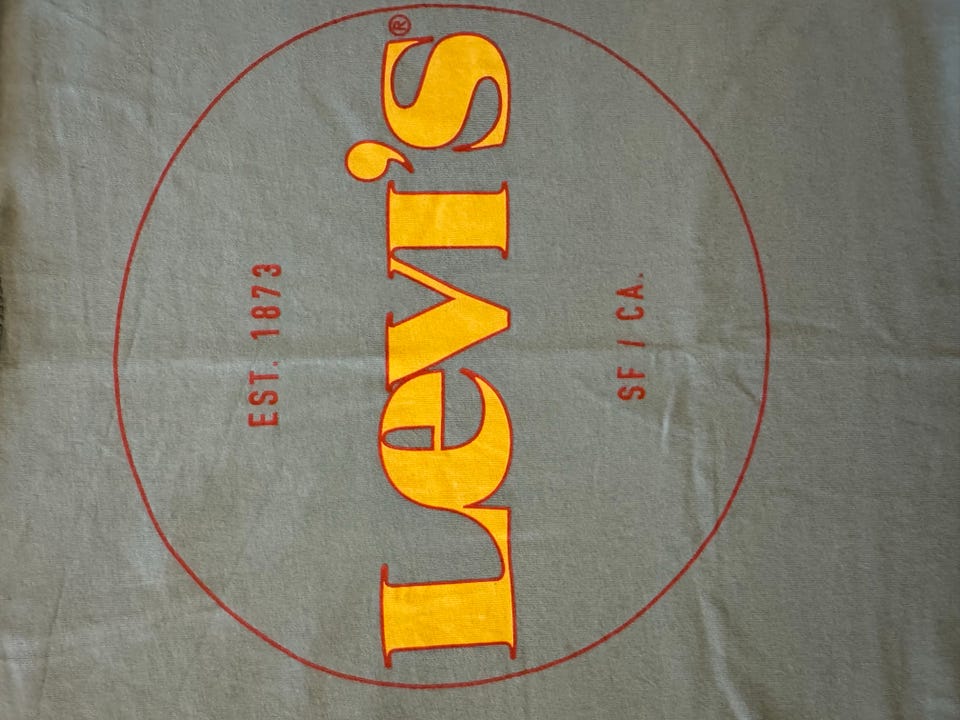 EST. 1873
Levi's®
SF / CA.